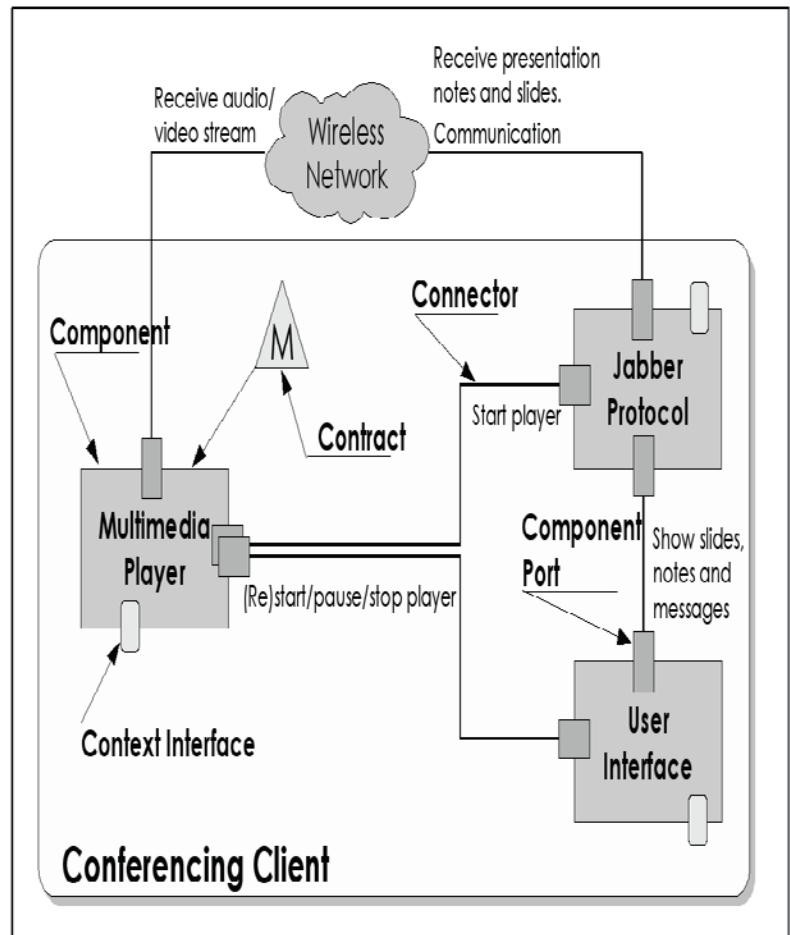 Receive presentation
notes and slides.
Communication
Receive audio/
video stream
Wireless
Network
Component
M
Contract
Connector
Start player
Jabber
Protocol
Multimedia
Player
(Re)start/pause/stop player
Component
Port
Show slides,
notes and
messages
Context Interface
User
Interface
Conferencing Client